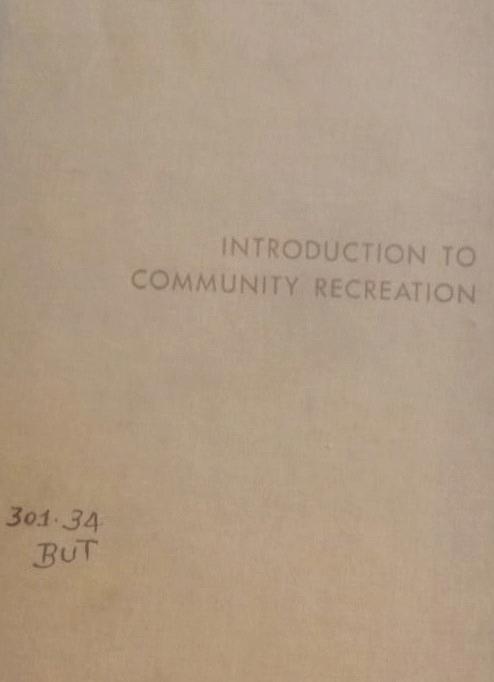 INTRODUCTION TO
COMMUNITY RECREATION
301.34
BUT